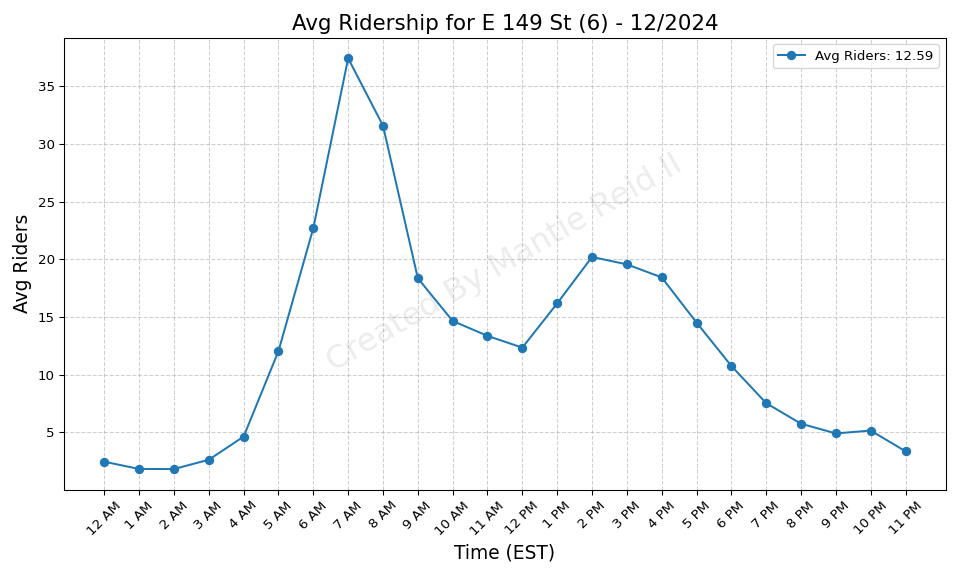 Avg Ridership for E 149 St (6) - 12/2024
Avg Riders: 12.59
Avg Riders
35
30
25
20
15
10
5
Created By Mantie Reid II
12 AM
1 AM
2 AM
3 AM
4 AM
5 AM
6 AM
7 AM
8 AM
9 AM
10 AM
11 AM
12 PM
1 PM
2 PM
3 PM
4 PM
5 PM
6 PM
7 PM
8 PM
9 PM
10 PM
11 PM
Time (EST)